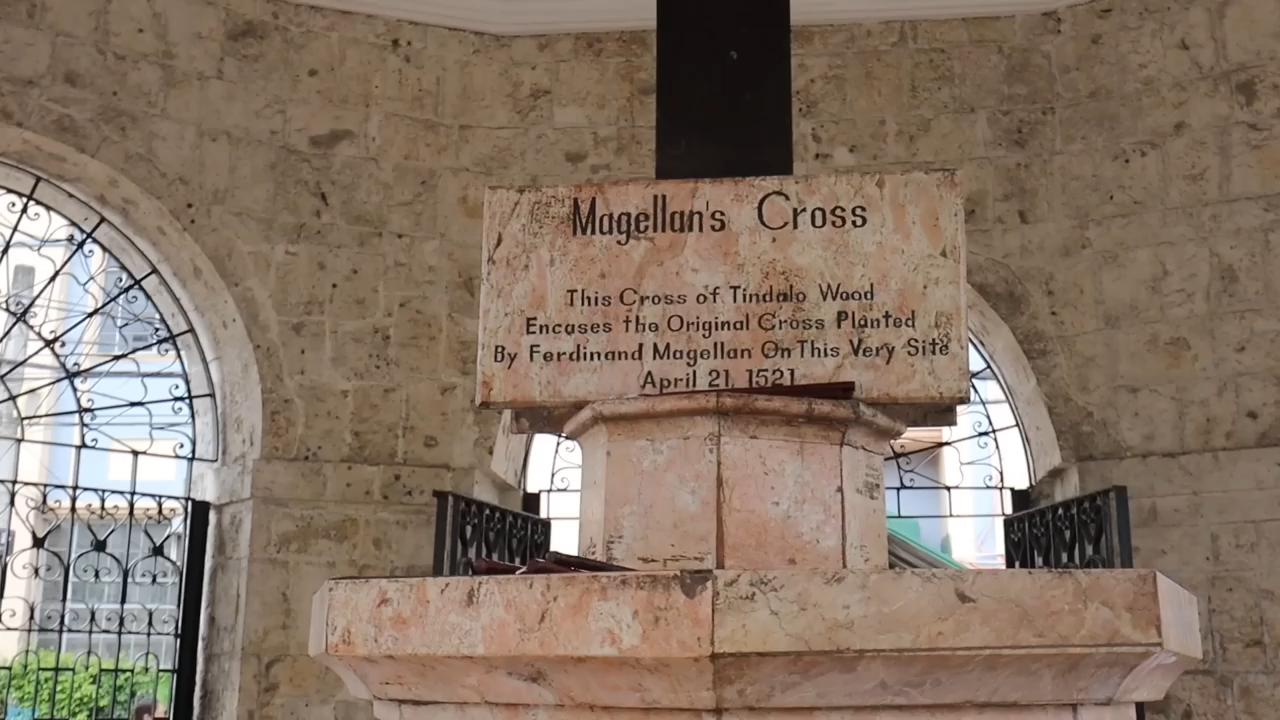 Magellan's Cross
This Cross of Tindalo Wood
Encases the Original Cross Planted
By Ferdinand Magellan On This Very Site
April 21, 1521